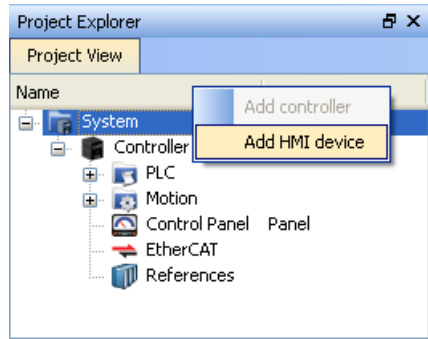 Project Explorer
Project View
Name
Add controller
System
Add HMI device
Controller
PLC
Motion
Control Panel Panel
EtherCAT
References